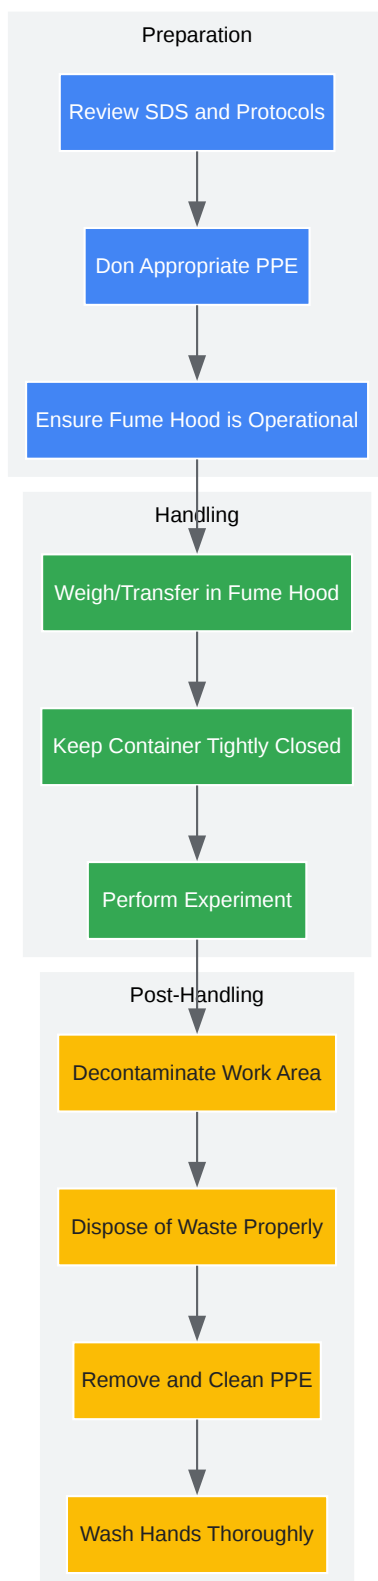 Preparation
Review SDS and Protocols
Don Appropriate PPE
Ensure Fume Hood is Operational
Handling
Weigh/Transfer in Fume Hood
Keep Container Tightly Closed
Perform Experiment
Post-Handling
Decontaminate Work Area
Dispose of Waste Properly
Remove and Clean PPE
Wash Hands Thoroughly